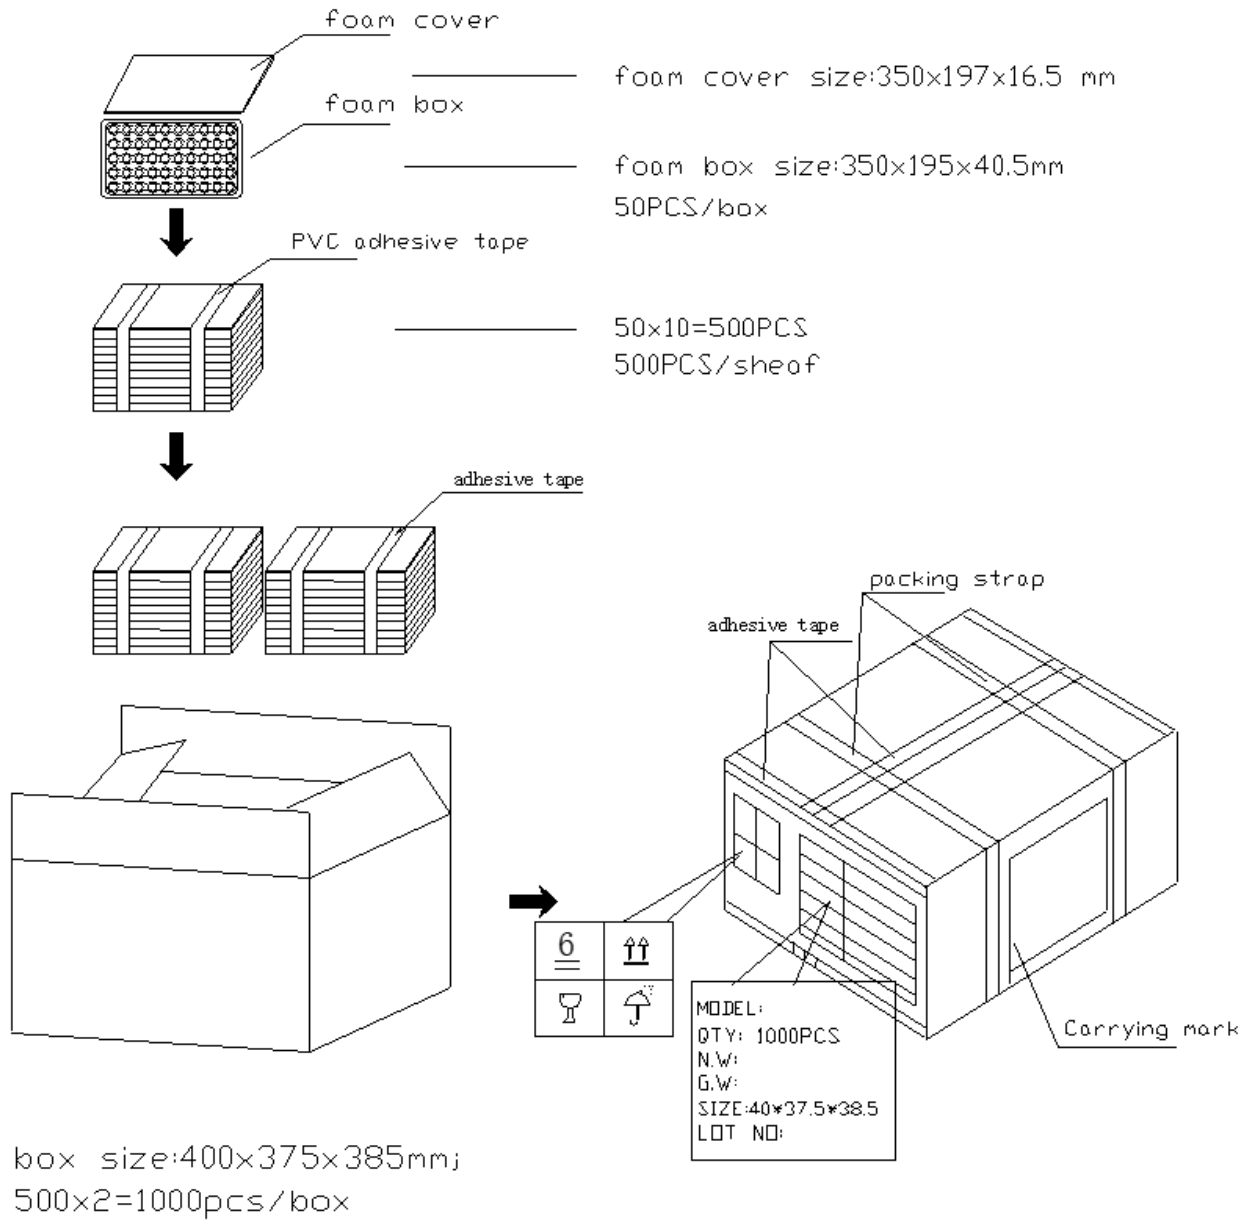 foam cover
foam cover size:350x197x16.5 mm
foam box
foam box size:350x195x40.5mm
50PCS/box
PVC adhesive tape
50x10=500PCS
500PCS/sheaf
adhesive tape
packing strap
adhesive tape
6
MODEL:
QTY: 1000PCS
N.W:
G.W:
SIZE:40*37.5*38.5
LOT NO:
Carrying mark
box size:400x375x385mm;
500x2=1000pcs/box